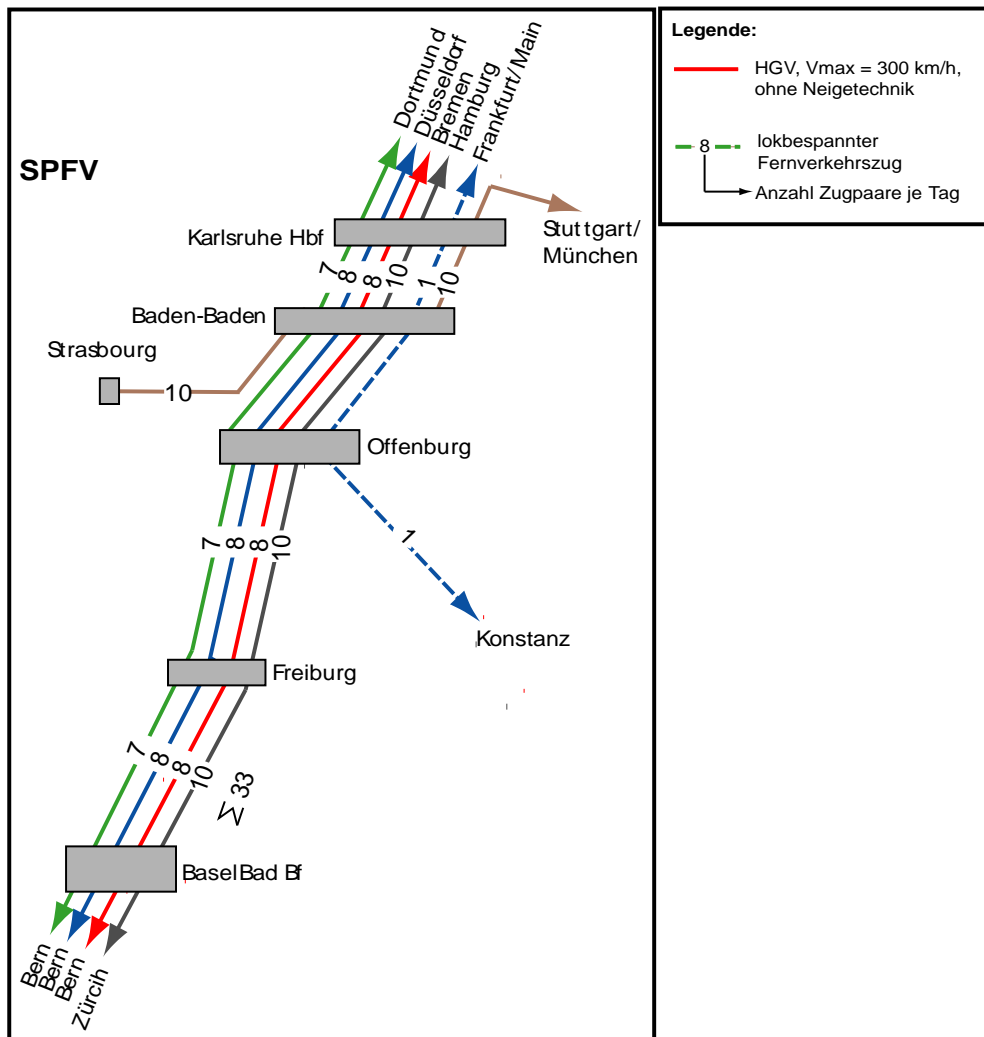 Legende:
HGV, Vmax = 300 km/h,
ohne Neigetechnik
8
lokbespannter
Fernverkehrszug
Anzahl Zugpaare je Tag
SPFV
Dortmund
Düsseldorf
Bremen
Hamburg
Frankfurt/Main
Stuttgart/
München
Karlsruhe Hbf
7 8 8 10 1 10
Baden-Baden
Strasbourg
10
Offenburg
7 8 8 10
1
Konstanz
Freiburg
7 8 8 10
∑ 33
Basel Bad Bf
Bern
Bern
Bern
Zürcih